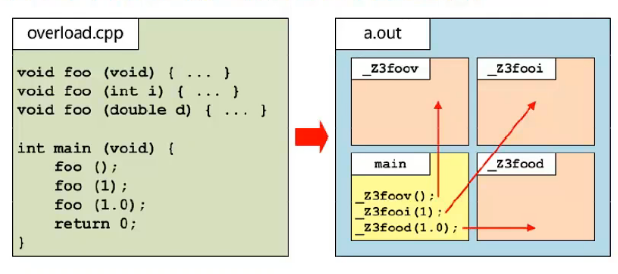 overload.cpp
void foo (void) { ... }
void foo (int i) { ... }
void foo (double d) { ... }
int main (void) {
foo ();
foo (1);
foo (1.0);
return 0;
}
a.out
_Z3foov
_Z3fooi
main
_Z3foov();
_Z3fooi(1);
_Z3food(1.0);
_Z3food